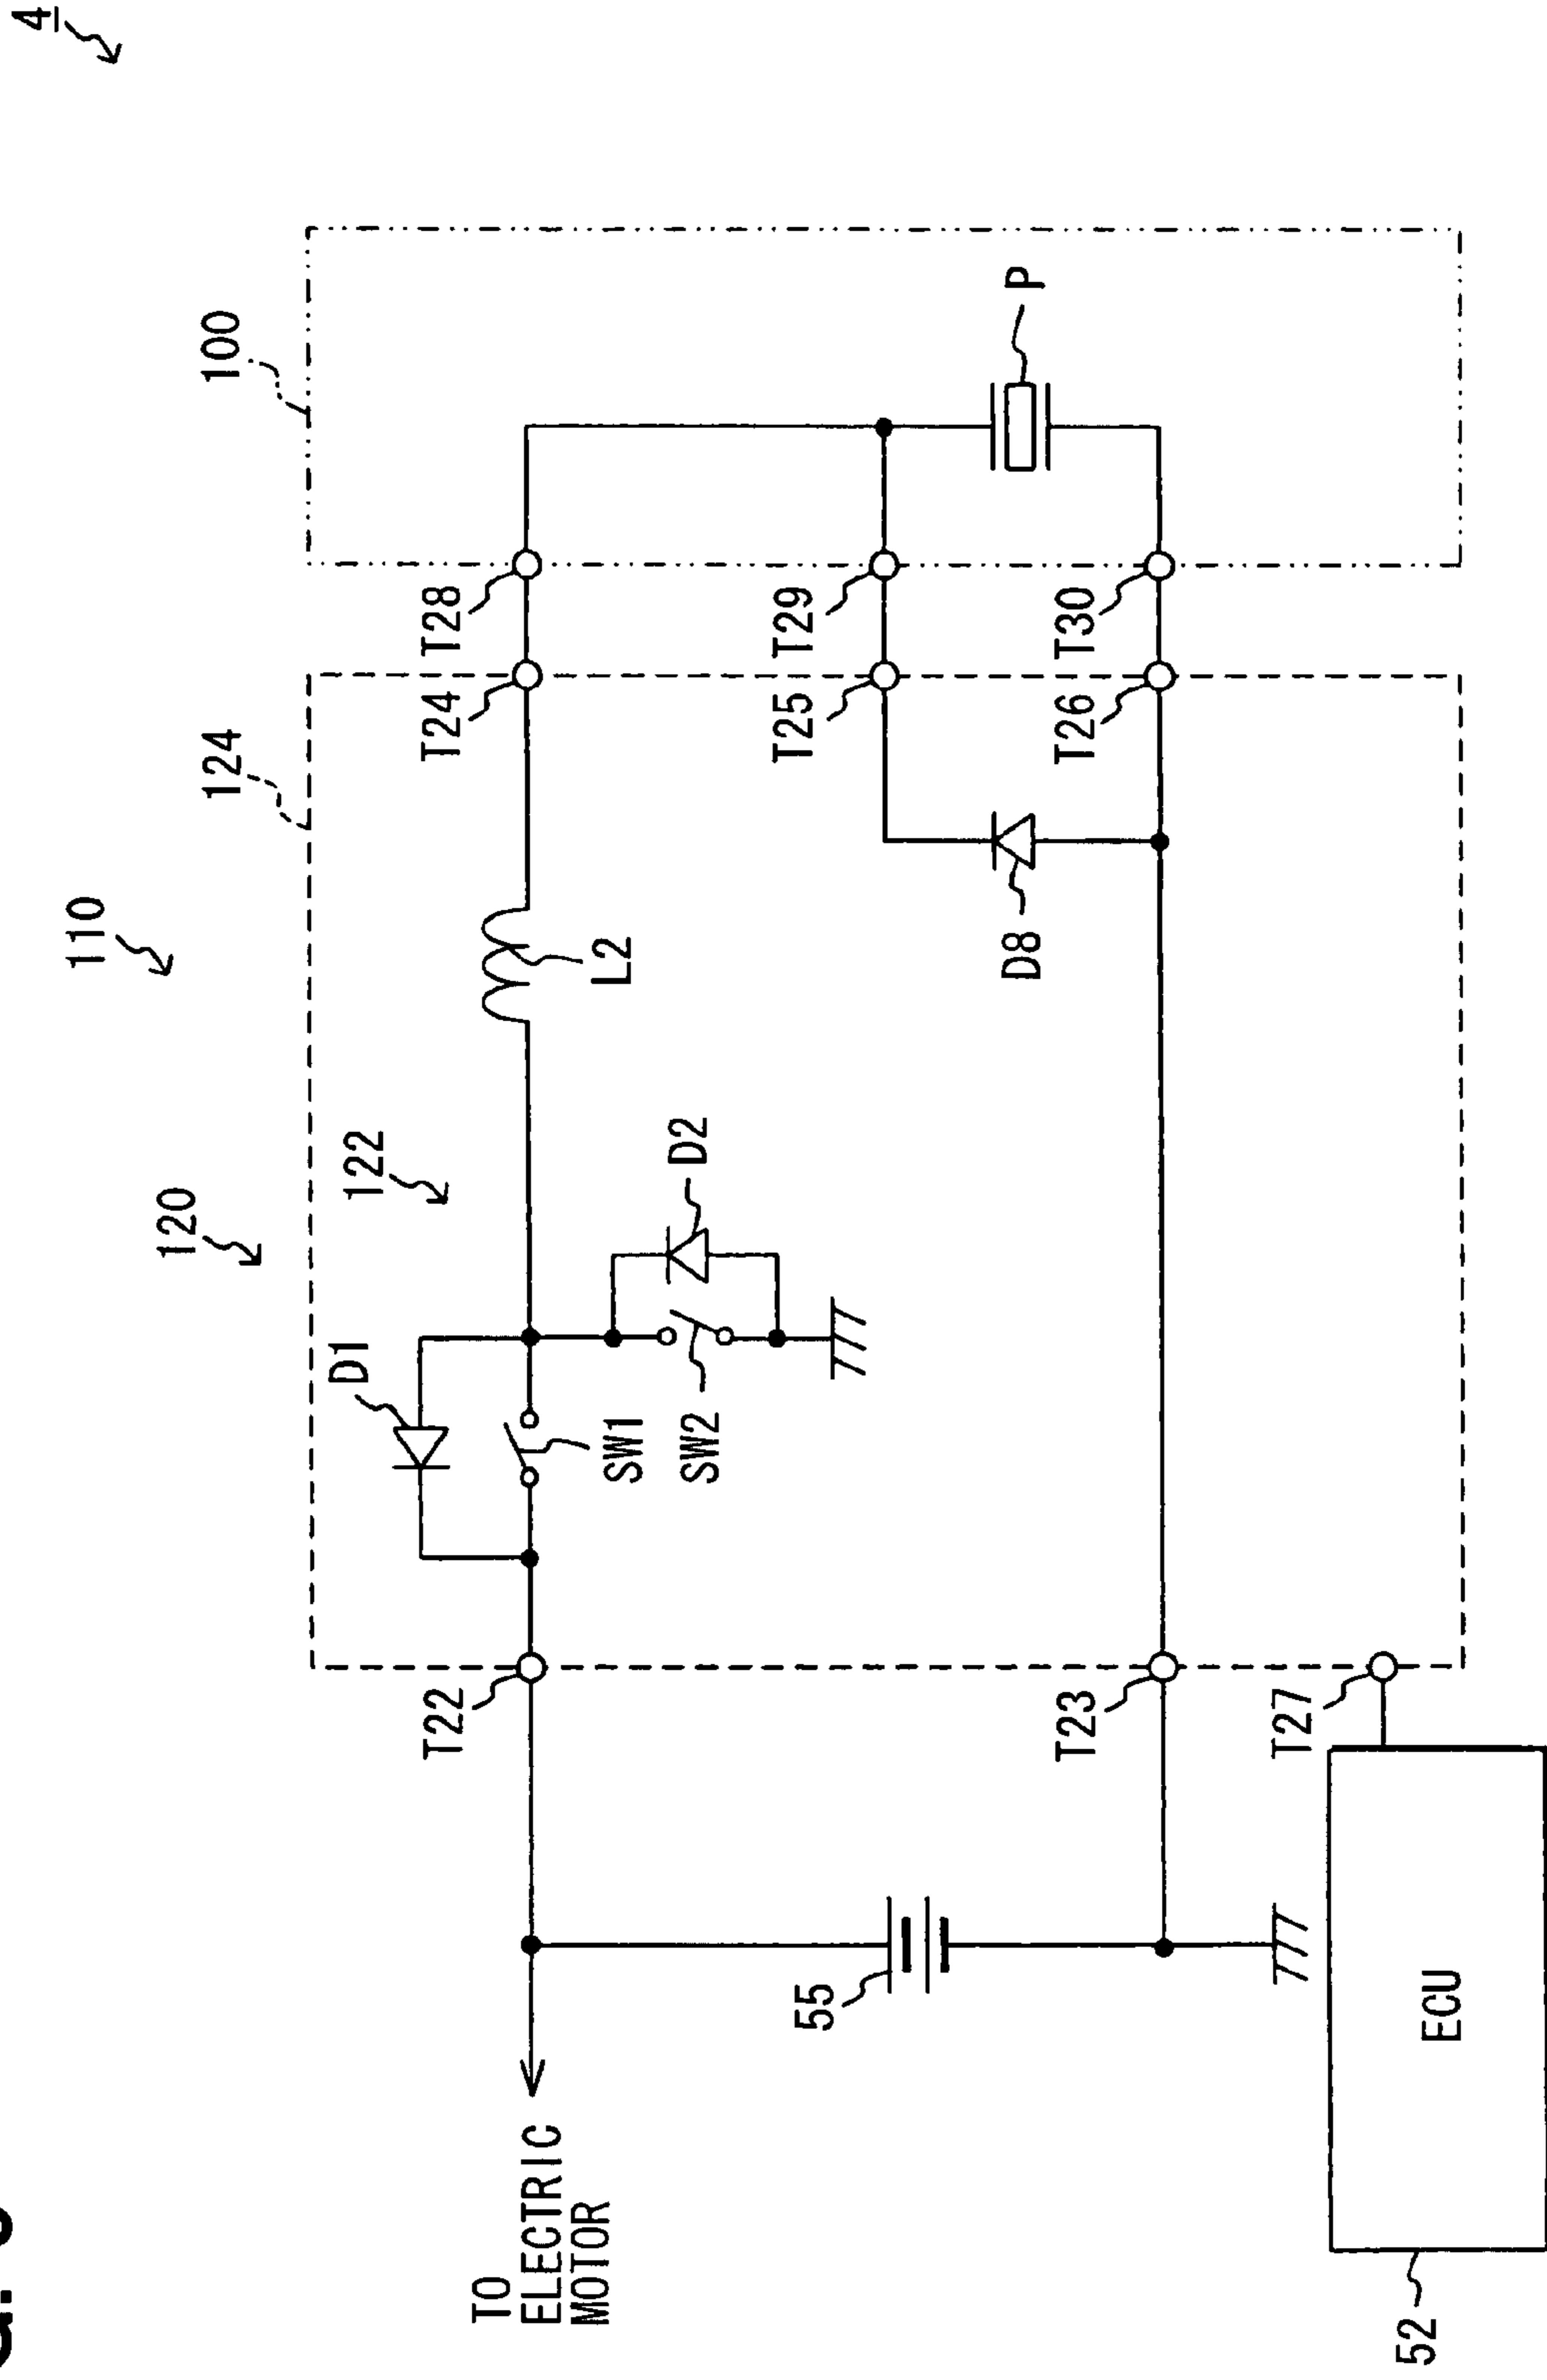 4
110
120
124
100
122
D1
T22
SW1
SW2
D2
L2
T24
T28
T25
T29
D8
P
T23
T26
T30
T27
55
TO
ELECTRIC
MOTOR
ECU
52